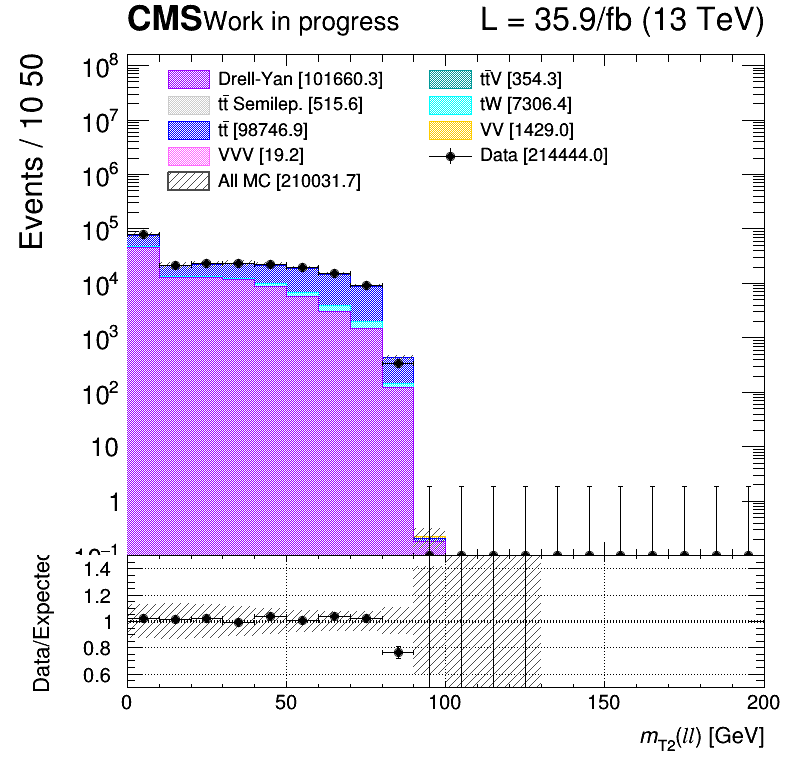 CMS Work in progress L = 35.9/fb (13 TeV)
Events / 10 50
10⁸
10⁷
10⁶
10⁵
10⁴
10³
10²
10
1
10⁻¹
Drell-Yan [101660.3]
tt̄ Semilep. [515.6]
tt̄ [98746.9]
VVV [19.2]
All MC [210031.7]
tt̄V [354.3]
tW [7306.4]
VV [1429.0]
Data [214444.0]
Data/Expected
1.4
1.2
1
0.8
0.6
0 50 100 150 200
m_T2(ll) [GeV]